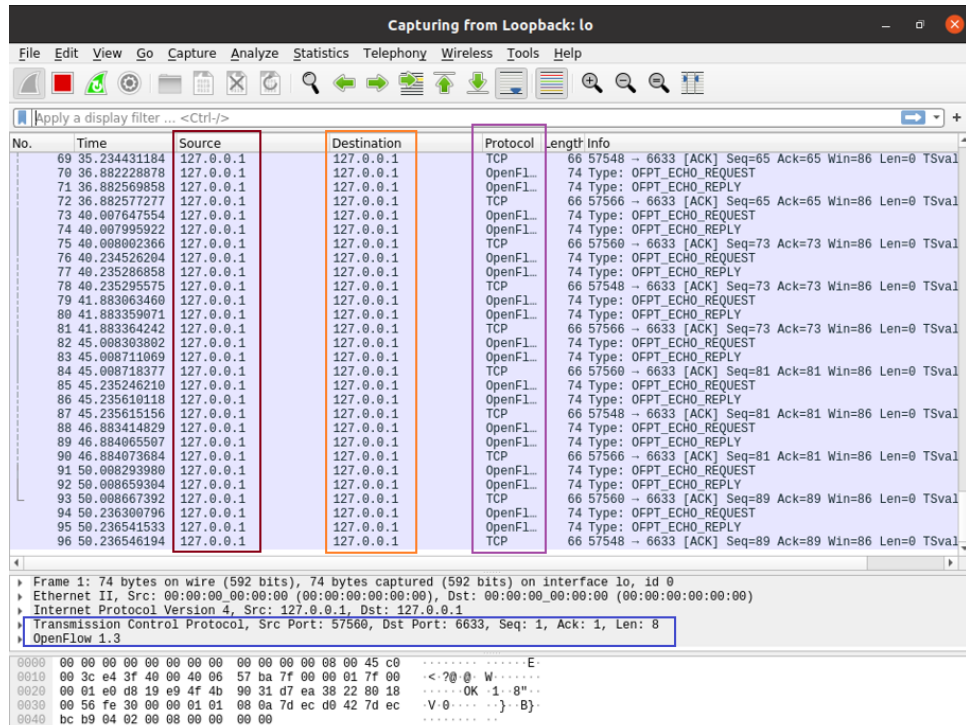 Capturing from Loopback: lo
File Edit View Go Capture Analyze Statistics Telephony Wireless Tools Help
Apply a display filter ... <Ctrl-/>
No. Time Source Destination Protocol Length Info
69 35.234431184 127.0.0.1 127.0.0.1 TCP 66 57548 → 6633 [ACK] Seq=65 Ack=65 Win=86 Len=0 TSval
70 36.882228878 127.0.0.1 127.0.0.1 OpenFl… 74 Type: OFPT_ECHO_REQUEST
71 36.882569858 127.0.0.1 127.0.0.1 OpenFl… 74 Type: OFPT_ECHO_REPLY
72 36.882577277 127.0.0.1 127.0.0.1 TCP 66 57566 → 6633 [ACK] Seq=65 Ack=65 Win=86 Len=0 TSval
73 40.007647554 127.0.0.1 127.0.0.1 OpenFl… 74 Type: OFPT_ECHO_REQUEST
74 40.007995922 127.0.0.1 127.0.0.1 OpenFl… 74 Type: OFPT_ECHO_REPLY
75 40.008002366 127.0.0.1 127.0.0.1 TCP 66 57560 → 6633 [ACK] Seq=73 Ack=73 Win=86 Len=0 TSval
76 40.234526204 127.0.0.1 127.0.0.1 OpenFl… 74 Type: OFPT_ECHO_REQUEST
77 40.235286858 127.0.0.1 127.0.0.1 OpenFl… 74 Type: OFPT_ECHO_REPLY
78 40.235295575 127.0.0.1 127.0.0.1 TCP 66 57548 → 6633 [ACK] Seq=73 Ack=73 Win=86 Len=0 TSval
79 41.883063460 127.0.0.1 127.0.0.1 OpenFl… 74 Type: OFPT_ECHO_REQUEST
80 41.883359071 127.0.0.1 127.0.0.1 OpenFl… 74 Type: OFPT_ECHO_REPLY
81 41.883364242 127.0.0.1 127.0.0.1 TCP 66 57566 → 6633 [ACK] Seq=73 Ack=73 Win=86 Len=0 TSval
82 45.008303802 127.0.0.1 127.0.0.1 OpenFl… 74 Type: OFPT_ECHO_REQUEST
83 45.008711069 127.0.0.1 127.0.0.1 OpenFl… 74 Type: OFPT_ECHO_REPLY
84 45.008718377 127.0.0.1 127.0.0.1 TCP 66 57560 → 6633 [ACK] Seq=81 Ack=81 Win=86 Len=0 TSval
85 45.235246210 127.0.0.1 127.0.0.1 OpenFl… 74 Type: OFPT_ECHO_REQUEST
86 45.235610118 127.0.0.1 127.0.0.1 OpenFl… 74 Type: OFPT_ECHO_REPLY
87 45.235615156 127.0.0.1 127.0.0.1 TCP 66 57548 → 6633 [ACK] Seq=81 Ack=81 Win=86 Len=0 TSval
88 46.883414829 127.0.0.1 127.0.0.1 OpenFl… 74 Type: OFPT_ECHO_REQUEST
89 46.884065507 127.0.0.1 127.0.0.1 OpenFl… 74 Type: OFPT_ECHO_REPLY
90 46.884073684 127.0.0.1 127.0.0.1 TCP 66 57566 → 6633 [ACK] Seq=81 Ack=81 Win=86 Len=0 TSval
91 50.008293980 127.0.0.1 127.0.0.1 OpenFl… 74 Type: OFPT_ECHO_REQUEST
92 50.008659304 127.0.0.1 127.0.0.1 OpenFl… 74 Type: OFPT_ECHO_REPLY
93 50.008667392 127.0.0.1 127.0.0.1 TCP 66 57560 → 6633 [ACK] Seq=89 Ack=89 Win=86 Len=0 TSval
94 50.236300796 127.0.0.1 127.0.0.1 OpenFl… 74 Type: OFPT_ECHO_REQUEST
95 50.236541533 127.0.0.1 127.0.0.1 OpenFl… 74 Type: OFPT_ECHO_REPLY
96 50.236546194 127.0.0.1 127.0.0.1 TCP 66 57548 → 6633 [ACK] Seq=89 Ack=89 Win=86 Len=0 TSval
Frame 1: 74 bytes on wire (592 bits), 74 bytes captured (592 bits) on interface lo, id 0
Ethernet II, Src: 00:00:00_00:00:00 (00:00:00:00:00:00), Dst: 00:00:00_00:00:00 (00:00:00:00:00:00)
Internet Protocol Version 4, Src: 127.0.0.1, Dst: 127.0.0.1
Transmission Control Protocol, Src Port: 57560, Dst Port: 6633, Seq: 1, Ack: 1, Len: 8
OpenFlow 1.3
0000 00 00 00 00 00 00 00 00 00 00 00 00 08 00 45 c0 ········ ······E·
0010 00 3c e4 3f 40 00 40 06 57 ba 7f 00 00 01 7f 00 ·<·?@·@· W·······
0020 00 01 e0 d8 19 e9 4f 4b 90 31 d7 ea 38 22 80 18 ······OK ·1··8"··
0030 00 56 fe 30 00 00 01 01 08 0a 7d ec d0 42 7d ec ·V·0···· ··}··B}·
0040 bc b9 04 02 00 08 00 00 00 00 ········ ··